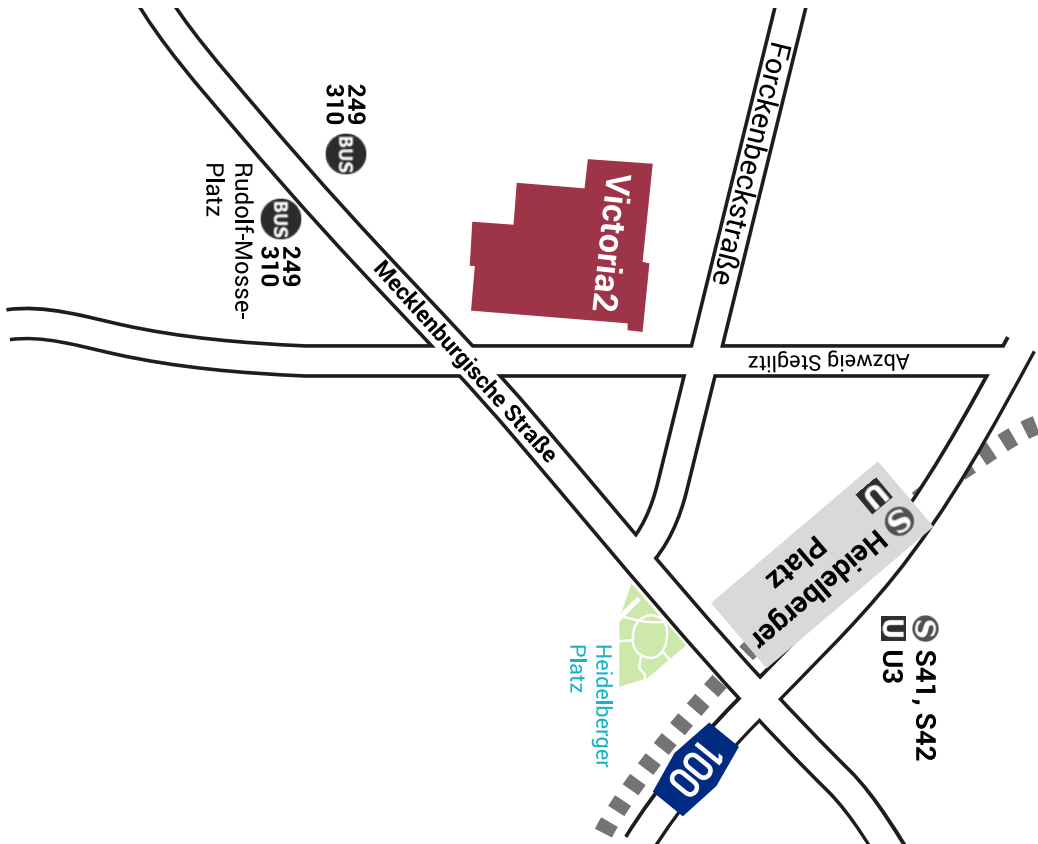 Forckenbeckstraße
249
310
BUS
Victoria2
Rudolf-Mosse-
Platz
BUS
249
310
Mecklenburgische Straße
Abzweig Steglitz
U S
Heidelberger
Platz
S S41, S42
U U3
Heidelberger
Platz
100